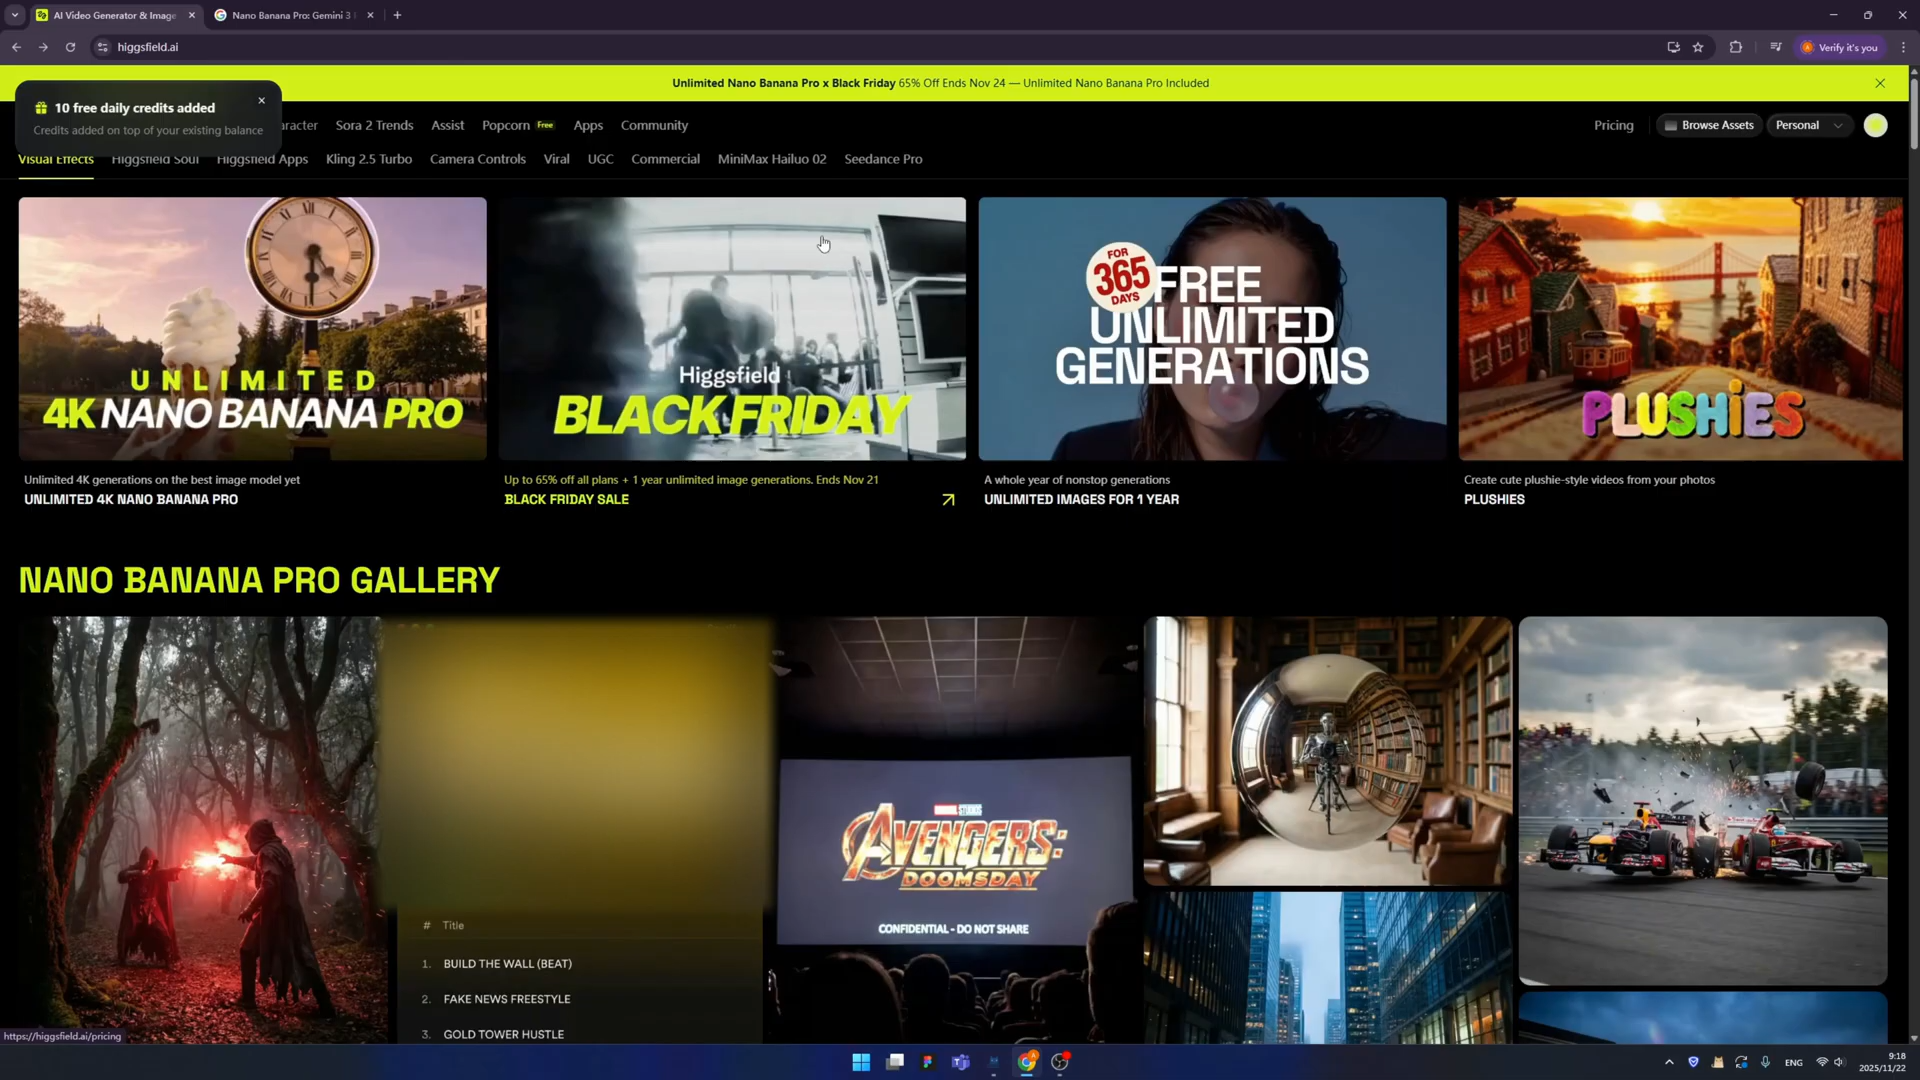 AI Video Generator & Image
Nano Banana Pro: Gemini 3
higgsfield.ai
Verify it's you
Unlimited Nano Banana Pro x Black Friday 65% Off Ends Nov 24 — Unlimited Nano Banana Pro Included
10 free daily credits added
Credits added on top of your existing balance
aracter
Sora 2 Trends
Assist
Popcorn Free
Apps
Community
Pricing
Browse Assets
Personal
Visual Effects
Higgsfield Soul
Higgsfield Apps
Kling 2.5 Turbo
Camera Controls
Viral
UGC
Commercial
MiniMax Hailuo 02
Seedance Pro
UNLIMITED
4K NANO BANANA PRO
Higgsfield
BLACK FRIDAY
FOR
365
DAYS
FREE
UNLIMITED
GENERATIONS
PLUSHiES
Unlimited 4K generations on the best image model yet
UNLIMITED 4K NANO BANANA PRO
Up to 65% off all plans + 1 year unlimited image generations. Ends Nov 21
BLACK FRIDAY SALE
A whole year of nonstop generations
UNLIMITED IMAGES FOR 1 YEAR
Create cute plushie-style videos from your photos
PLUSHIES
NANO BANANA PRO GALLERY
# Title
1. BUILD THE WALL (BEAT)
2. FAKE NEWS FREESTYLE
3. GOLD TOWER HUSTLE
MARVEL STUDIOS
AVENGERS:
DOOMSDAY
CONFIDENTIAL - DO NOT SHARE
https://higgsfield.ai/pricing
ENG
9:18
2025/11/22